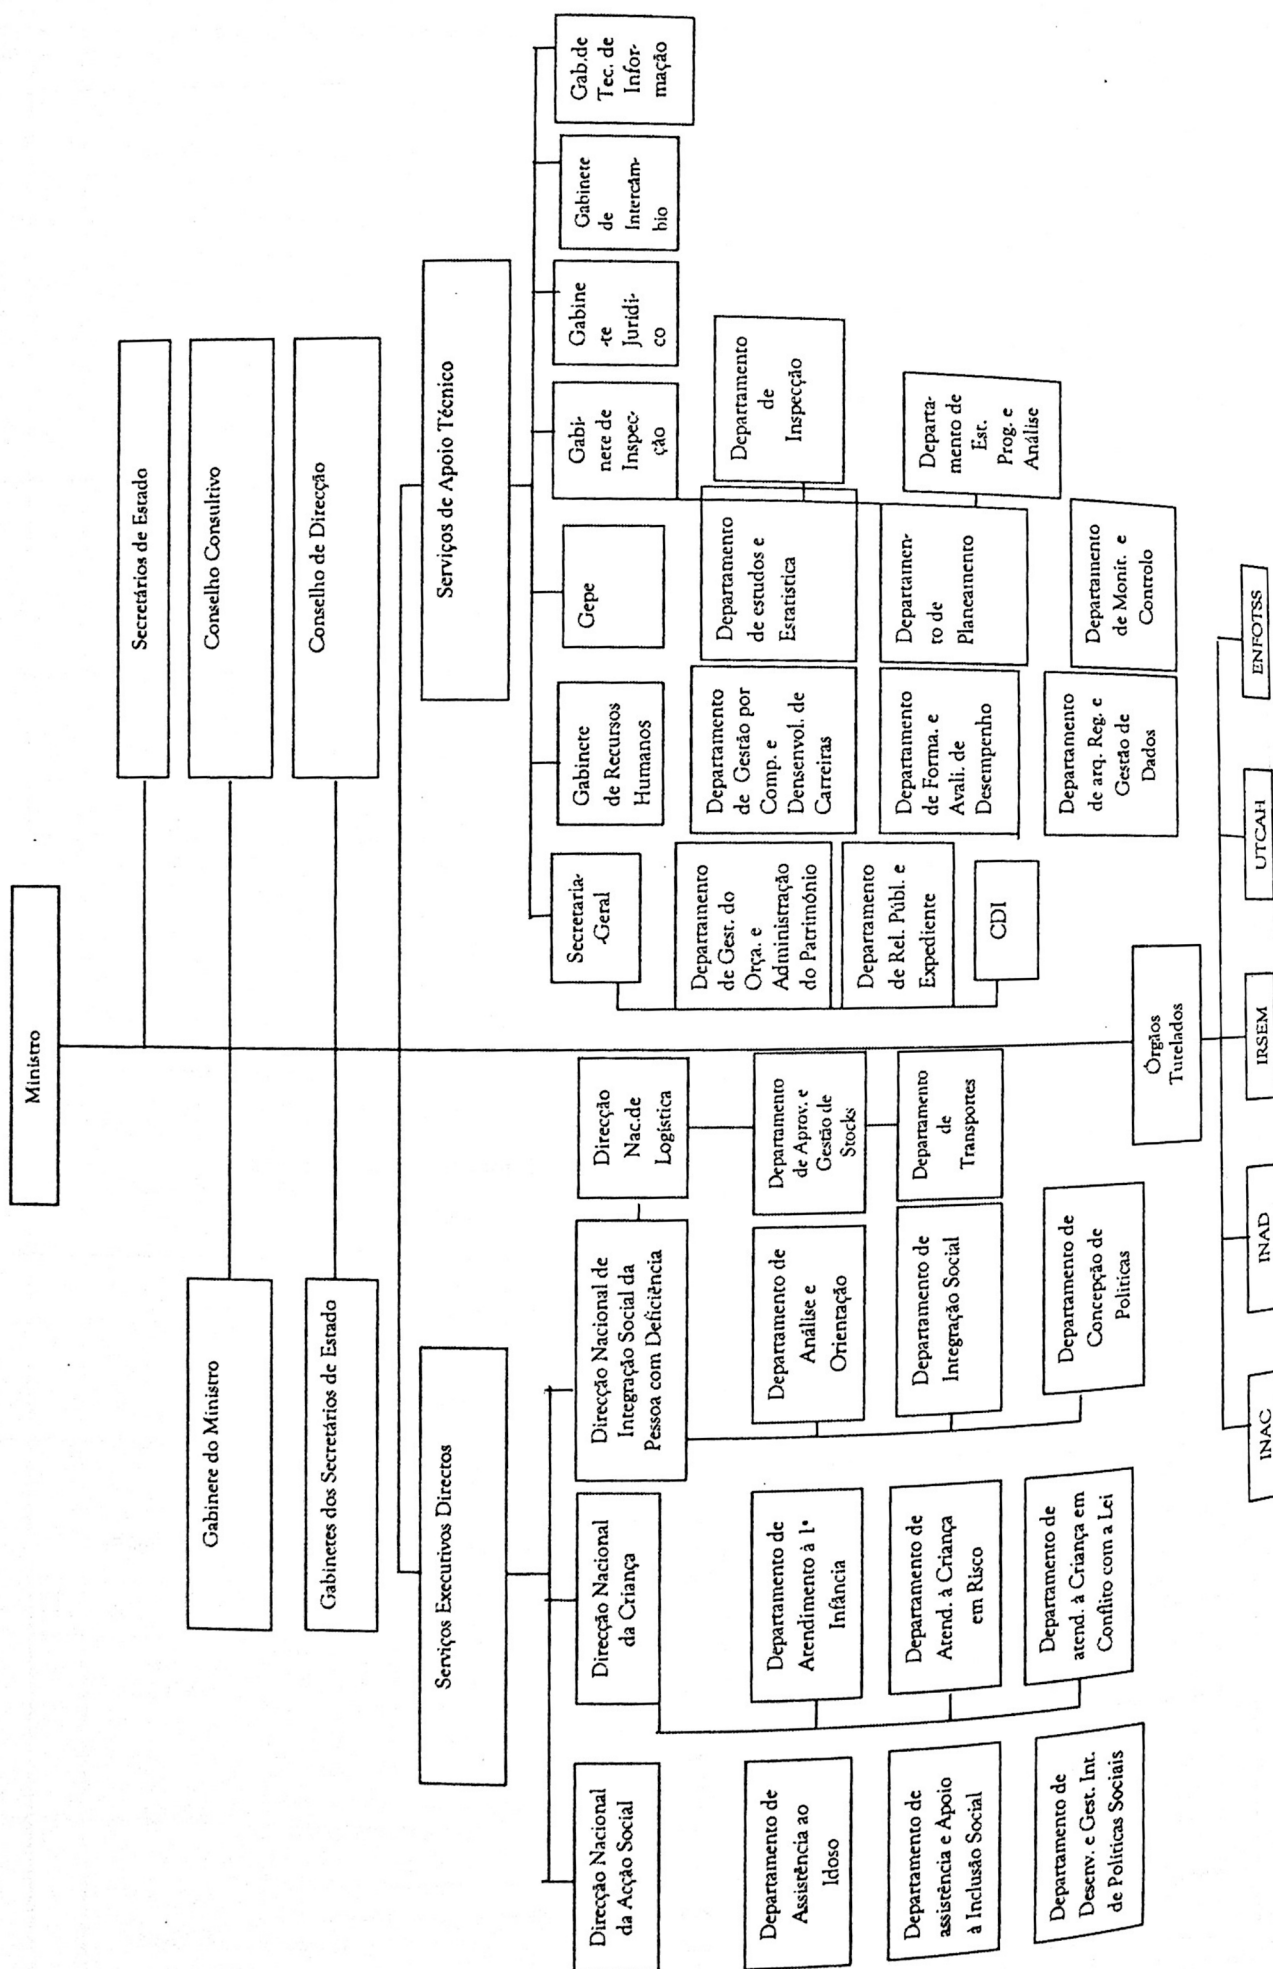 Ministro
Secretários de Estado
Gabinete do Ministro
Conselho Consultivo
Gabinetes dos Secretários de Estado
Conselho de Direcção
Serviços Executivos Directos
Serviços de Apoio Técnico
Direcção Nacional
da Acção Social
Direcção Nacional
da Criança
Direcção Nacional de
Integração Social da
Pessoa com Deficiência
Direcção
Nac.de
Logística
Secretaria-
-Geral
Gabinete
de Recursos
Humanos
Gepe
Gabi-
nete de
Inspec-
ção
Gabine
-te
Jurídi-
co
Gabinete
de
Intercâm-
bio
Gab.de
Tec. de
Infor-
mação
Departamento de
Assistência ao
Idoso
Departamento de
Atendimento à 1ª
Infância
Departamento de
Análise e
Orientação
Departamento
de Aprov. e
Gestão de
Stocks
Departamento
de Gest. do
Orça. e
Administração
do Património
Departamento
de Gestão por
Comp. e
Densenvol. de
Carreiras
Departamento
de estudos e
Estatistica
Departamento
de
Inspecção
Departamento de
assistência e Apoio
à Inclusão Social
Departamento de
Atend. à Criança
em Risco
Departamento de
Integração Social
Departamento
de
Transportes
Departamento
de Rel. Públ. e
Expediente
Departamento
de Forma. e
Avali. de
Desempenho
Departamen-
to de
Planeamento
Departa-
mento de
Est.
Prog. e
Análise
Departamento de
Desenv. e Gest. Int.
de Politicas Sociais
Departamento de
atend. à Criança em
Conflito com a Lei
Departamento de
Concepção de
Politicas
CDI
Departamento
de arq. Reg. e
Gestão de
Dados
Departamento
de Monit. e
Controlo
Órgãos
Turelados
INAC
INAD
IRSEM
UTCAH
ENFOTSS